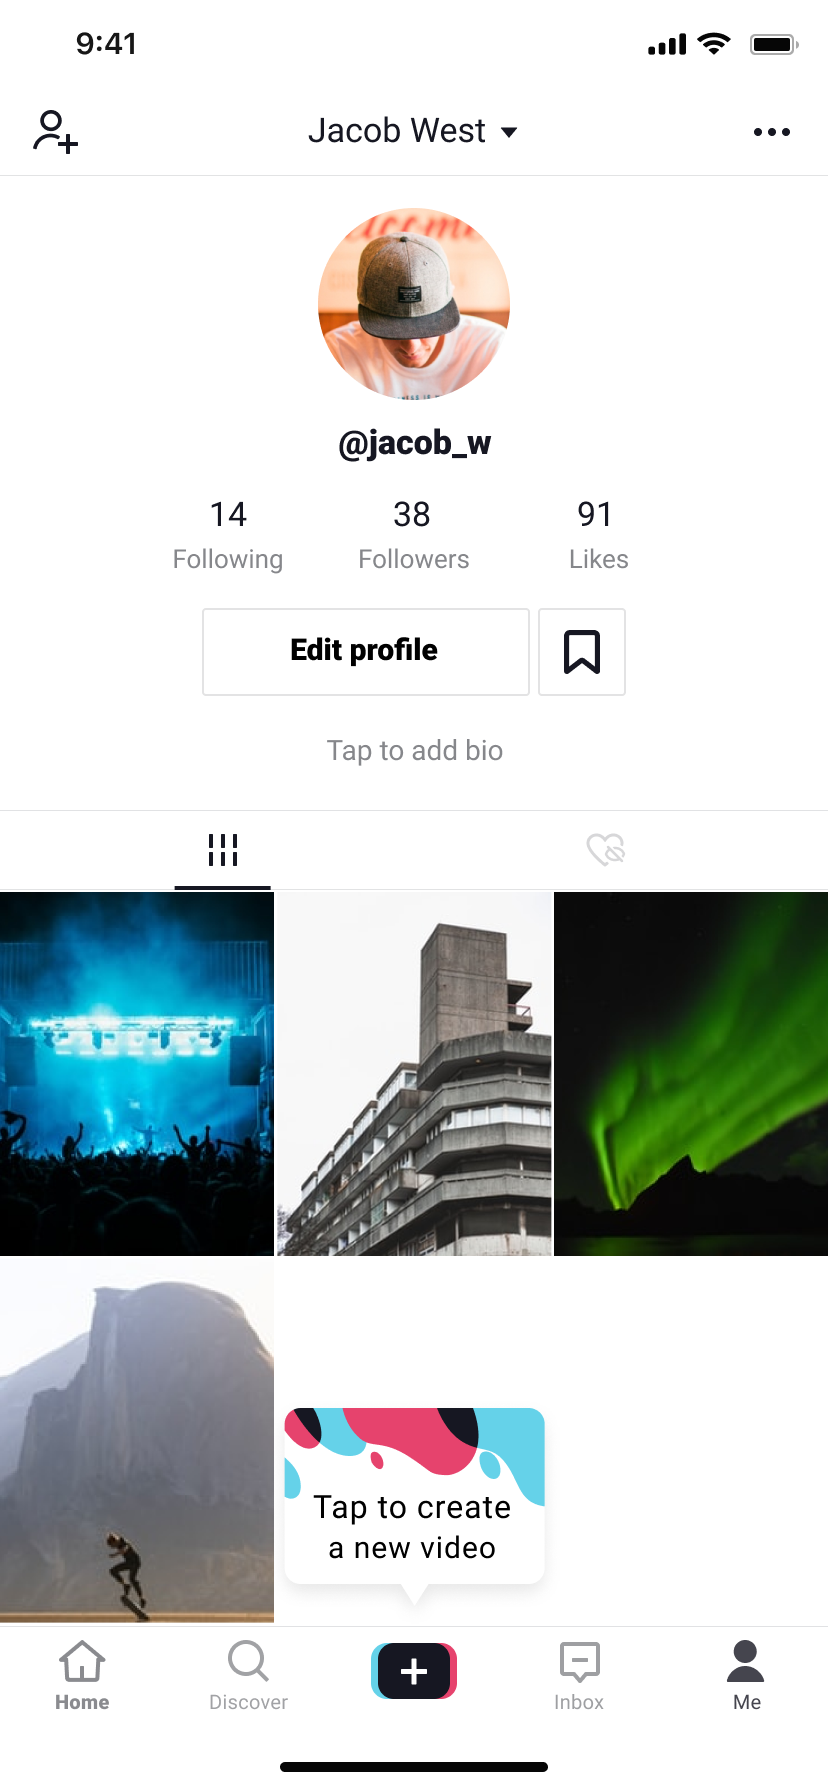 9:41
Jacob West
@jacob_w
14 38 91
Following Followers Likes
Edit profile
Tap to add bio
Tap to create
a new video
Home Discover Inbox Me